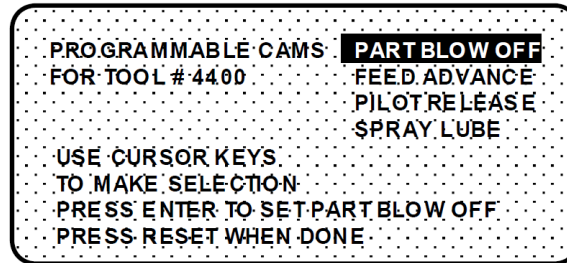 PROGRAMMABLE CAMS PART BLOW OFF
FOR TOOL # 4400 FEED ADVANCE
PILOT RELEASE
SPRAY LUBE
USE CURSOR KEYS
TO MAKE SELECTION
PRESS ENTER TO SET PART BLOW OFF
PRESS RESET WHEN DONE